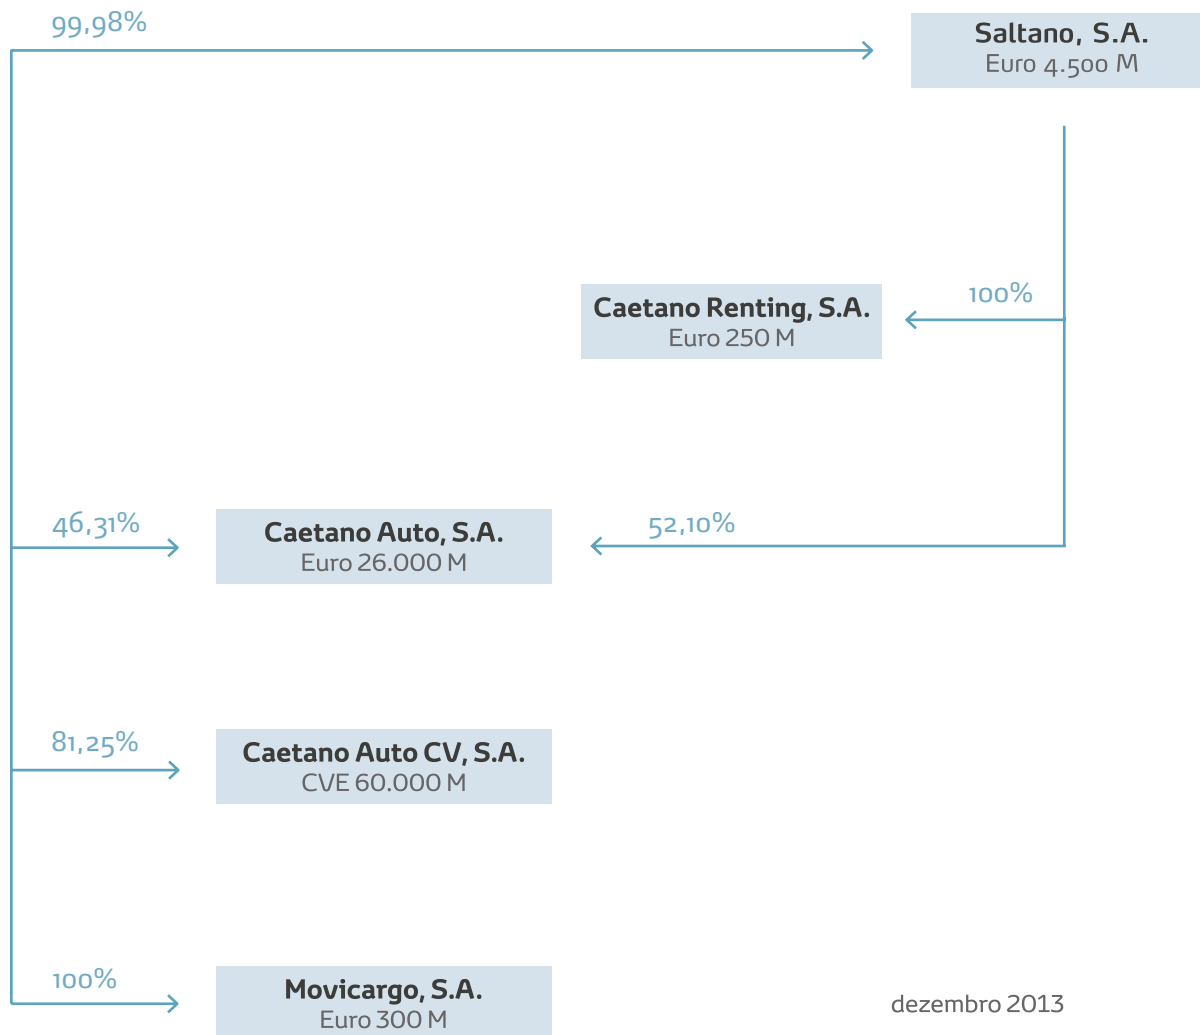 99,98%
Saltano, S.A.
Euro 4.500 M
100%
Caetano Renting, S.A.
Euro 250 M
46,31%
Caetano Auto, S.A.
Euro 26.000 M
52,10%
81,25%
Caetano Auto CV, S.A.
CVE 60.000 M
100%
Movicargo, S.A.
Euro 300 M
dezembro 2013